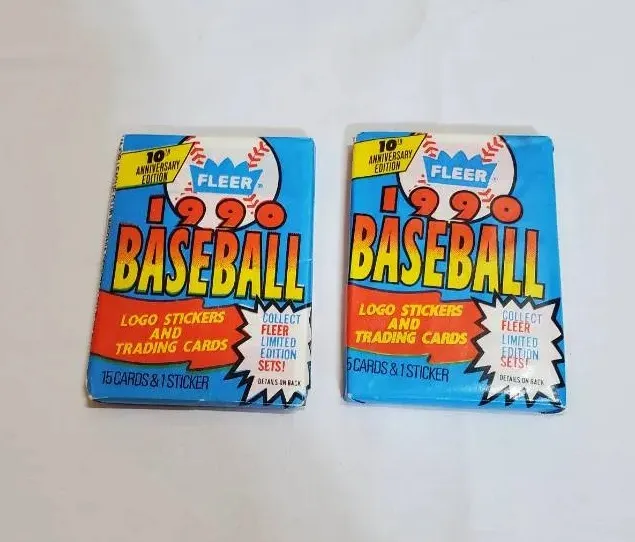 10TH
ANNIVERSARY
EDITION
FLEER
1990
BASEBALL
LOGO STICKERS
AND
TRADING CARDS
COLLECT
FLEER
LIMITED
EDITION
SETS!
DETAILS ON BACK
15 CARDS & 1 STICKER
10TH
ANNIVERSARY
EDITION
FLEER
1990
BASEBALL
LOGO STICKERS
AND
TRADING CARDS
COLLECT
FLEER
LIMITED
EDITION
SETS!
DETAILS ON BACK
5 CARDS & 1 STICKER